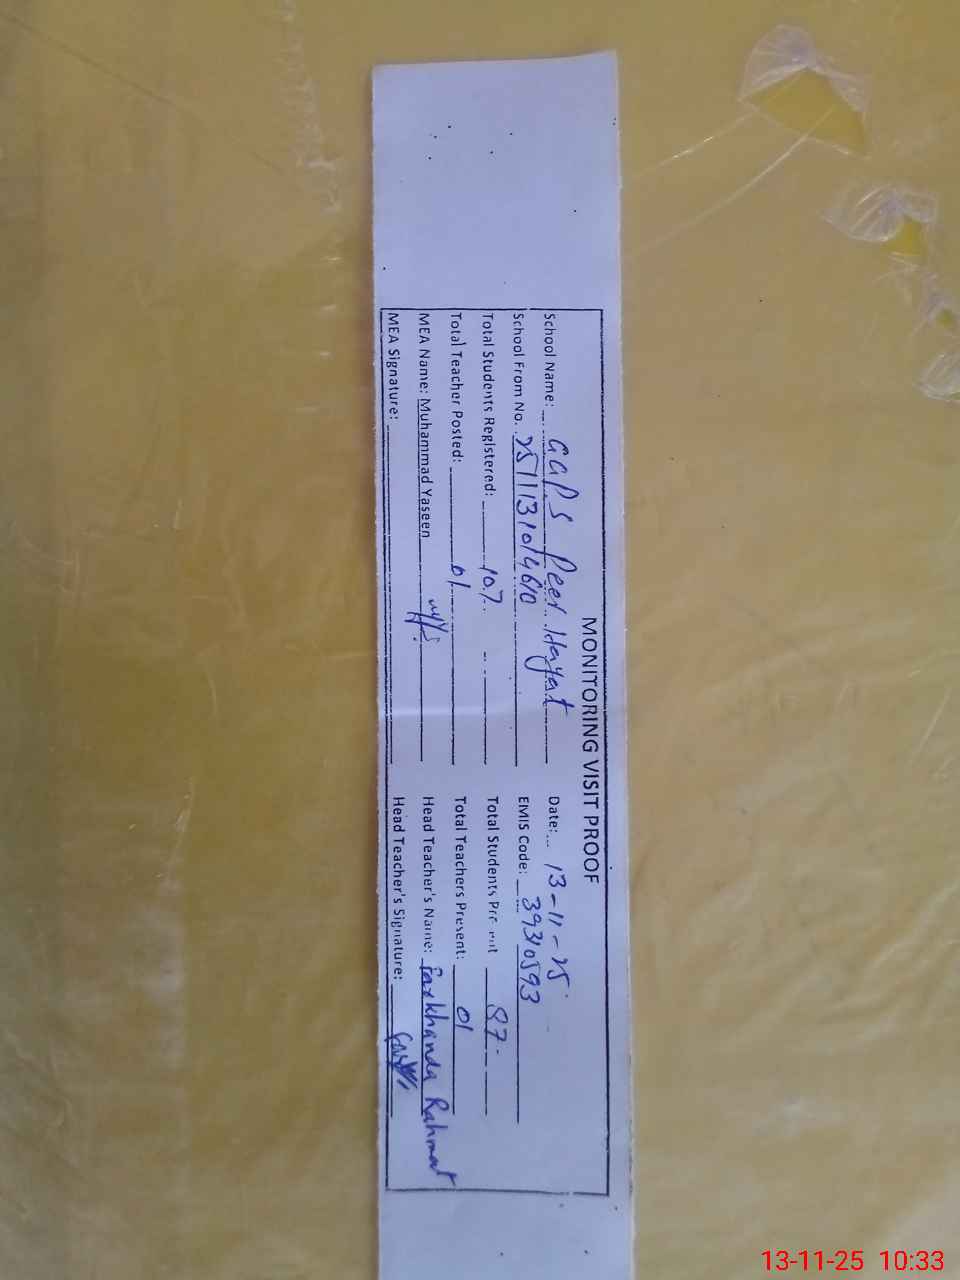 MONITORING VISIT PROOF
School Name: GGPS Peer Hayat Date: 13-11-25
School From No. 2511131014610 EMIS Code: 39310593
Total Students Registered: 107 Total Students Present 87
Total Teacher Posted: 01 Total Teachers Present: 01
MEA Name: Muhammad Yaseen Head Teacher's Name: Farkhanda Rahmat
MEA Signature: Head Teacher's Signature:
13-11-25 10:33